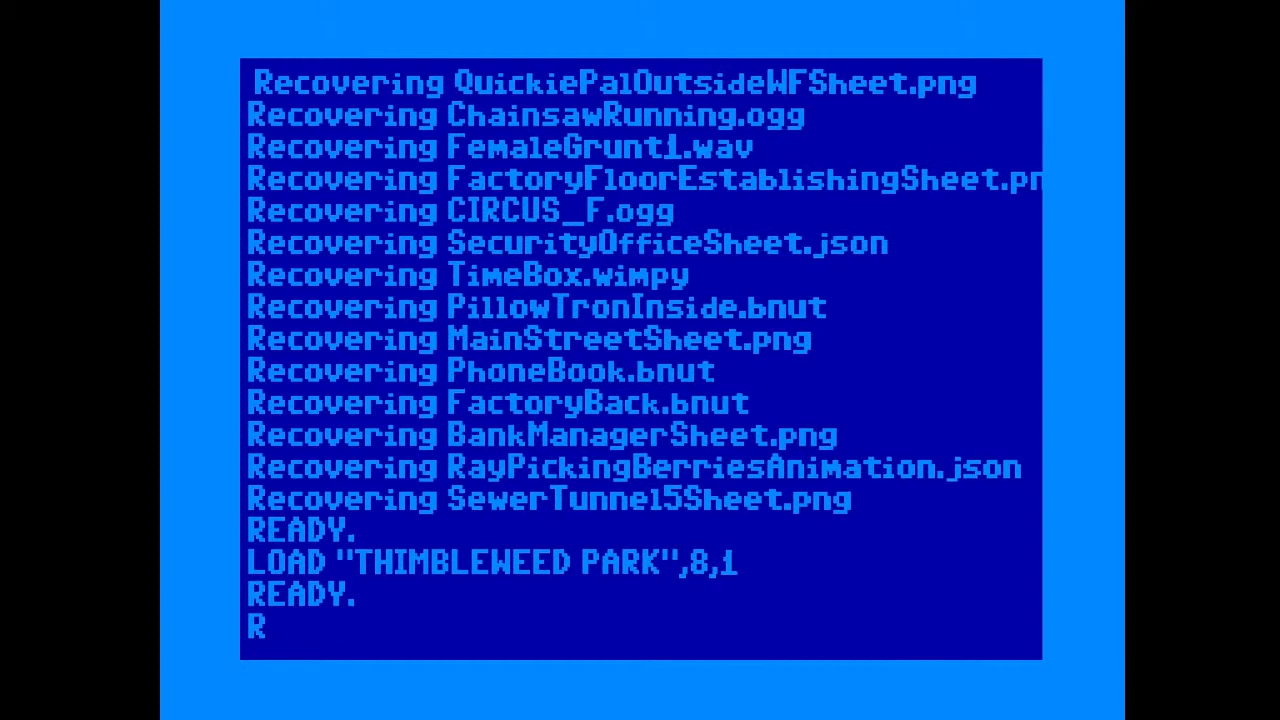 Recovering QuickiePalOutsideWFSheet.png
Recovering ChainsawRunning.ogg
Recovering FemaleGrunt1.wav
Recovering FactoryFloorEstablishingSheet.pn
Recovering CIRCUS_F.ogg
Recovering SecurityOfficeSheet.json
Recovering TimeBox.wimpy
Recovering PillowTronInside.bnut
Recovering MainStreetSheet.png
Recovering PhoneBook.bnut
Recovering FactoryBack.bnut
Recovering BankManagerSheet.png
Recovering RayPickingBerriesAnimation.json
Recovering SewerTunnel5Sheet.png
READY.
LOAD "THIMBLEWEED PARK",8,1
READY.
R